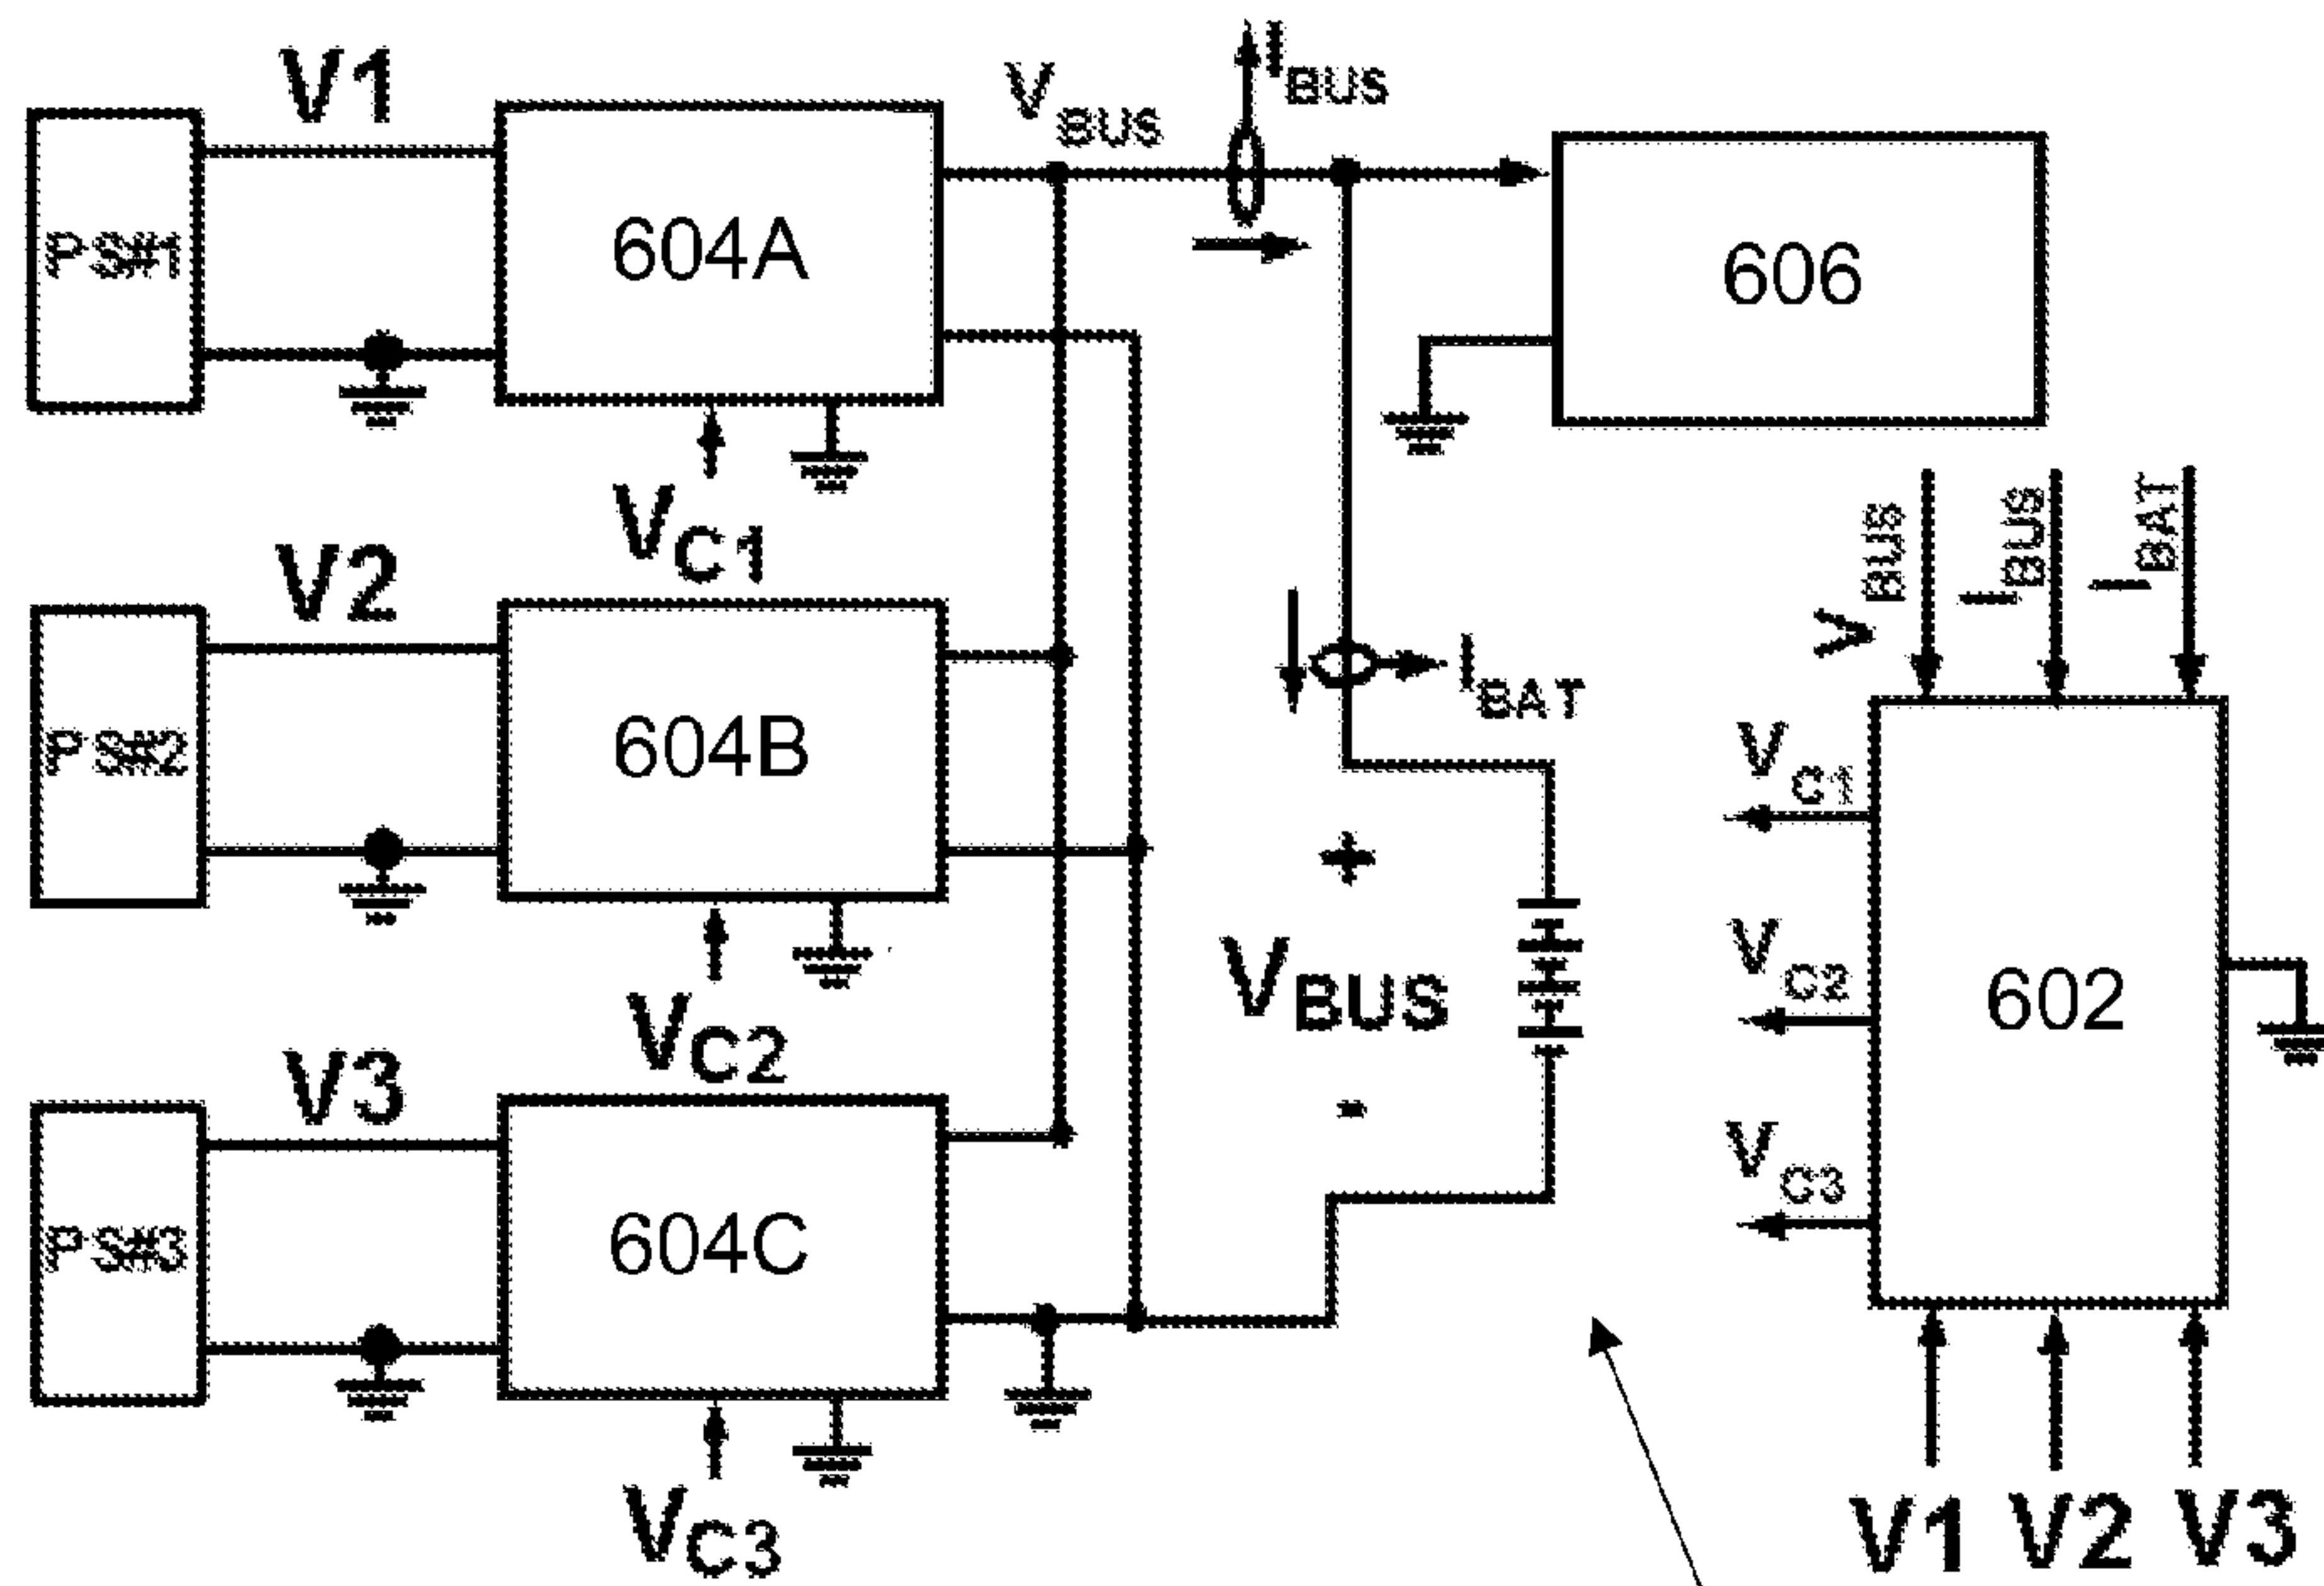 V1
VBUS
IBUS
PS#1
604A
606
VC1
V2
VBUS
IBUS
IBAT
PS#2
604B
IBAT
VC1
+
VBUS
-
VC2
602
VC2
V3
VC3
PS#3
604C
VC3
V1
V2
V3